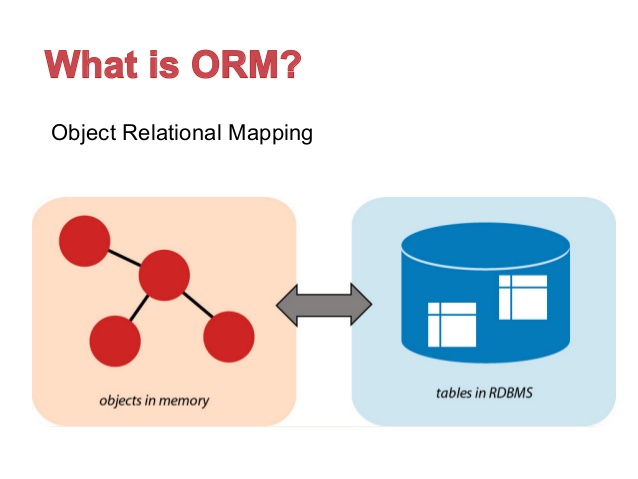 What is ORM?
Object Relational Mapping
objects in memory
tables in RDBMS